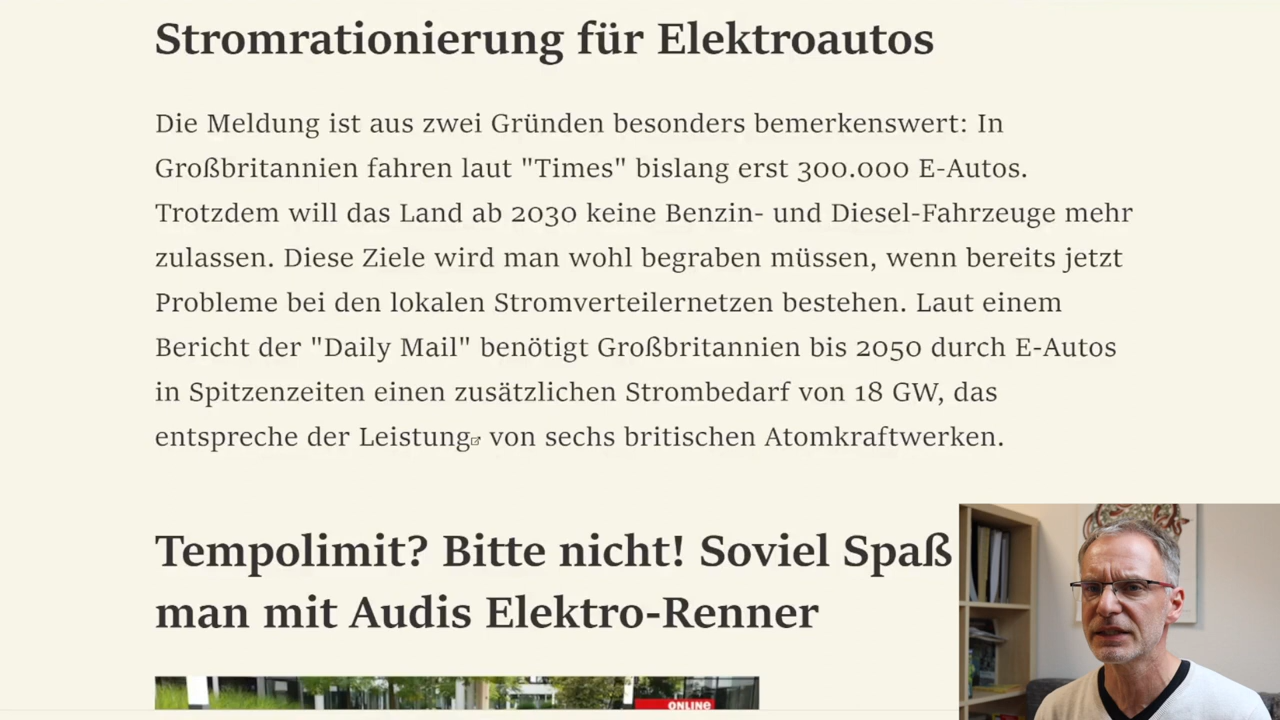 Stromrationierung für Elektroautos
Die Meldung ist aus zwei Gründen besonders bemerkenswert: In
Großbritannien fahren laut "Times" bislang erst 300.000 E-Autos.
Trotzdem will das Land ab 2030 keine Benzin- und Diesel-Fahrzeuge mehr
zulassen. Diese Ziele wird man wohl begraben müssen, wenn bereits jetzt
Probleme bei den lokalen Stromverteilernetzen bestehen. Laut einem
Bericht der "Daily Mail" benötigt Großbritannien bis 2050 durch E-Autos
in Spitzenzeiten einen zusätzlichen Strombedarf von 18 GW, das
entspreche der Leistung von sechs britischen Atomkraftwerken.
Tempolimit? Bitte nicht! Soviel Spaß
man mit Audis Elektro-Renner
ONLINE